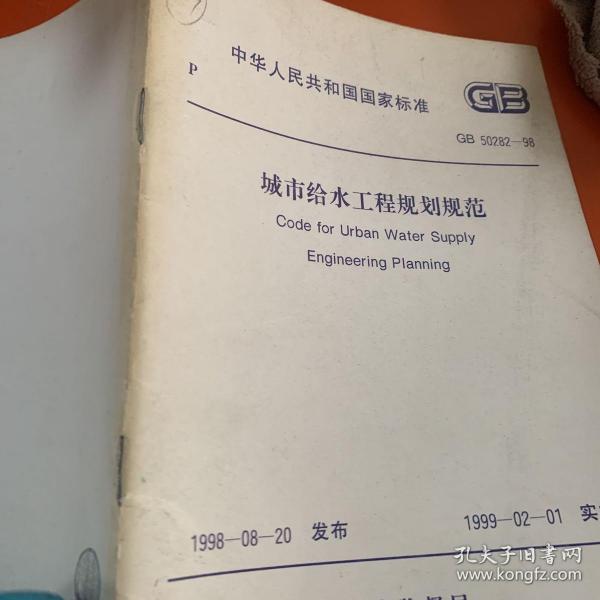 中华人民共和国国家标准
P
GB
GB 50282—98
城市给水工程规划规范
Code for Urban Water Supply
Engineering Planning
1998—08—20 发布
1999—02—01 实
孔夫子旧书网
www.kongfz.com